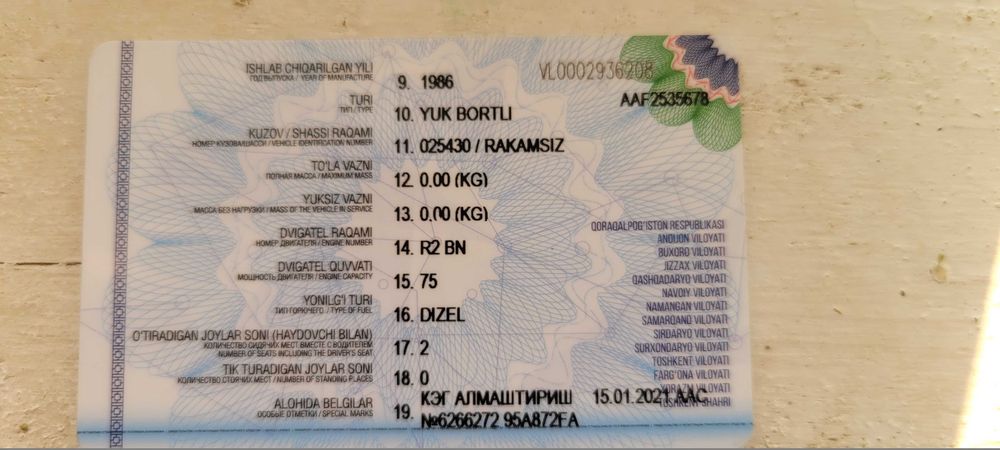 VL0002936208
AAF2535678
ISHLAB CHIQARILGAN YILI
ГОД ВЫПУСКА / YEAR OF MANUFACTURE
9. 1986
TURI
ТИП / TYPE
10. YUK BORTLI
KUZOV / SHASSI RAQAMI
НОМЕР КУЗОВА/ШАССИ / VEHICLE IDENTIFICATION NUMBER
11. 025430 / RAKAMSIZ
TO'LA VAZNI
ПОЛНАЯ МАССА / MAXIMUM MASS
12. 0.00 (KG)
YUKSIZ VAZNI
МАССА БЕЗ НАГРУЗКИ / MASS OF THE VEHICLE IN SERVICE
13. 0.00 (KG)
DVIGATEL RAQAMI
НОМЕР ДВИГАТЕЛЯ / ENGINE NUMBER
14. R2 BN
DVIGATEL QUVVATI
МОЩНОСТЬ ДВИГАТЕЛЯ / ENGINE CAPACITY
15. 75
YONILG'I TURI
ТИП ГОРЮЧЕГО / TYPE OF FUEL
16. DIZEL
O'TIRADIGAN JOYLAR SONI (HAYDOVCHI BILAN)
КОЛИЧЕСТВО СИДЯЧИХ МЕСТ ВМЕСТЕ С ВОДИТЕЛЕМ
NUMBER OF SEATS INCLUDING THE DRIVER'S SEAT
17. 2
TIK TURADIGAN JOYLAR SONI
КОЛИЧЕСТВО СТОЯЧИХ МЕСТ / NUMBER OF STANDING PLACES
18. 0
ALOHIDA BELGILAR
ОСОБЫЕ ОТМЕТКИ / SPECIAL MARKS
19. КЭГ АЛМАШТИРИШ 15.01.2021 ААС
№6266272 95A872FA
QORAQALPOG'ISTON RESPUBLIKASI
ANDIJON VILOYATI
BUXORO VILOYATI
JIZZAX VILOYATI
QASHQADARYO VILOYATI
NAVOIY VILOYATI
NAMANGAN VILOYATI
SAMARQAND VILOYATI
SIRDARYO VILOYATI
SURXONDARYO VILOYATI
TOSHKENT VILOYATI
FARG'ONA VILOYATI
XORAZM VILOYATI
TOSHKENT SHAHRI